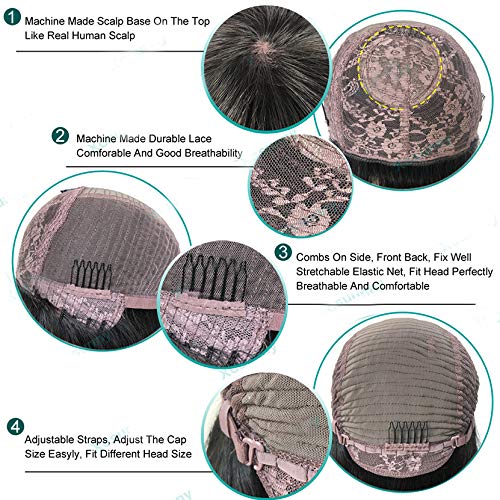 1
Machine Made Scalp Base On The Top
Like Real Human Scalp
2
Machine Made Durable Lace
Comforable And Good Breathability
3
Combs On Side, Front Back, Fix Well
Stretchable Elastic Net, Fit Head Perfectly
Breathable And Comfortable
4
Adjustable Straps, Adjust The Cap
Size Easyly, Fit Different Head Size